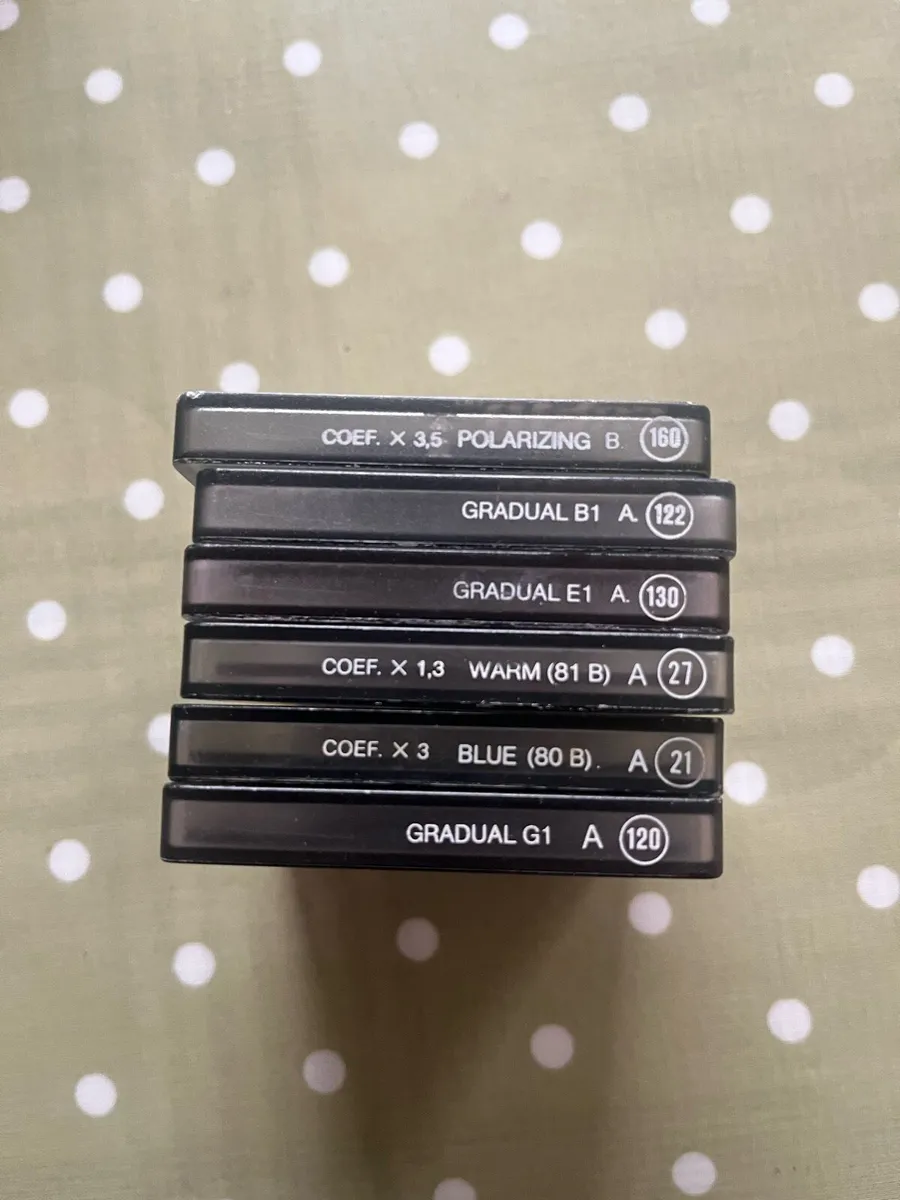 COEF. X 3,5 POLARIZING B. 160
GRADUAL B1 A. 122
GRADUAL E1 A. 130
COEF. X 1,3 WARM (81 B) A 27
COEF. X 3 BLUE (80 B). A 21
GRADUAL G1 A 120